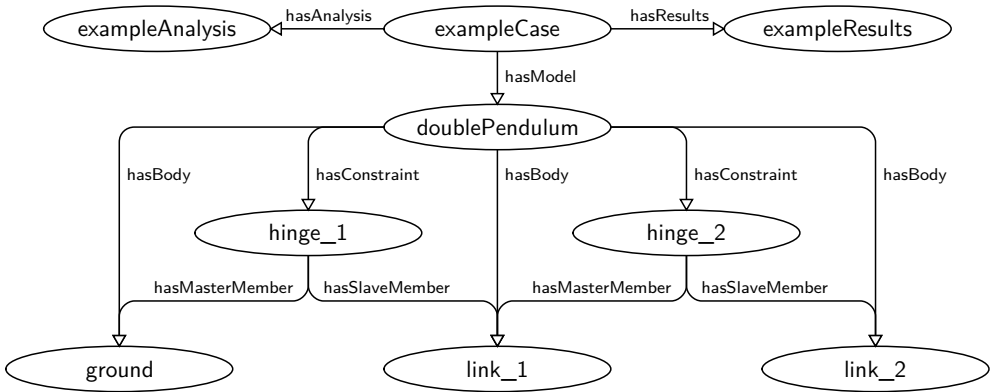 hasAnalysis
hasResults
exampleAnalysis
exampleCase
exampleResults
hasModel
doublePendulum
hasBody
hasConstraint
hasBody
hasConstraint
hasBody
hinge_1
hinge_2
hasMasterMember
hasSlaveMember
hasMasterMember
hasSlaveMember
ground
link_1
link_2